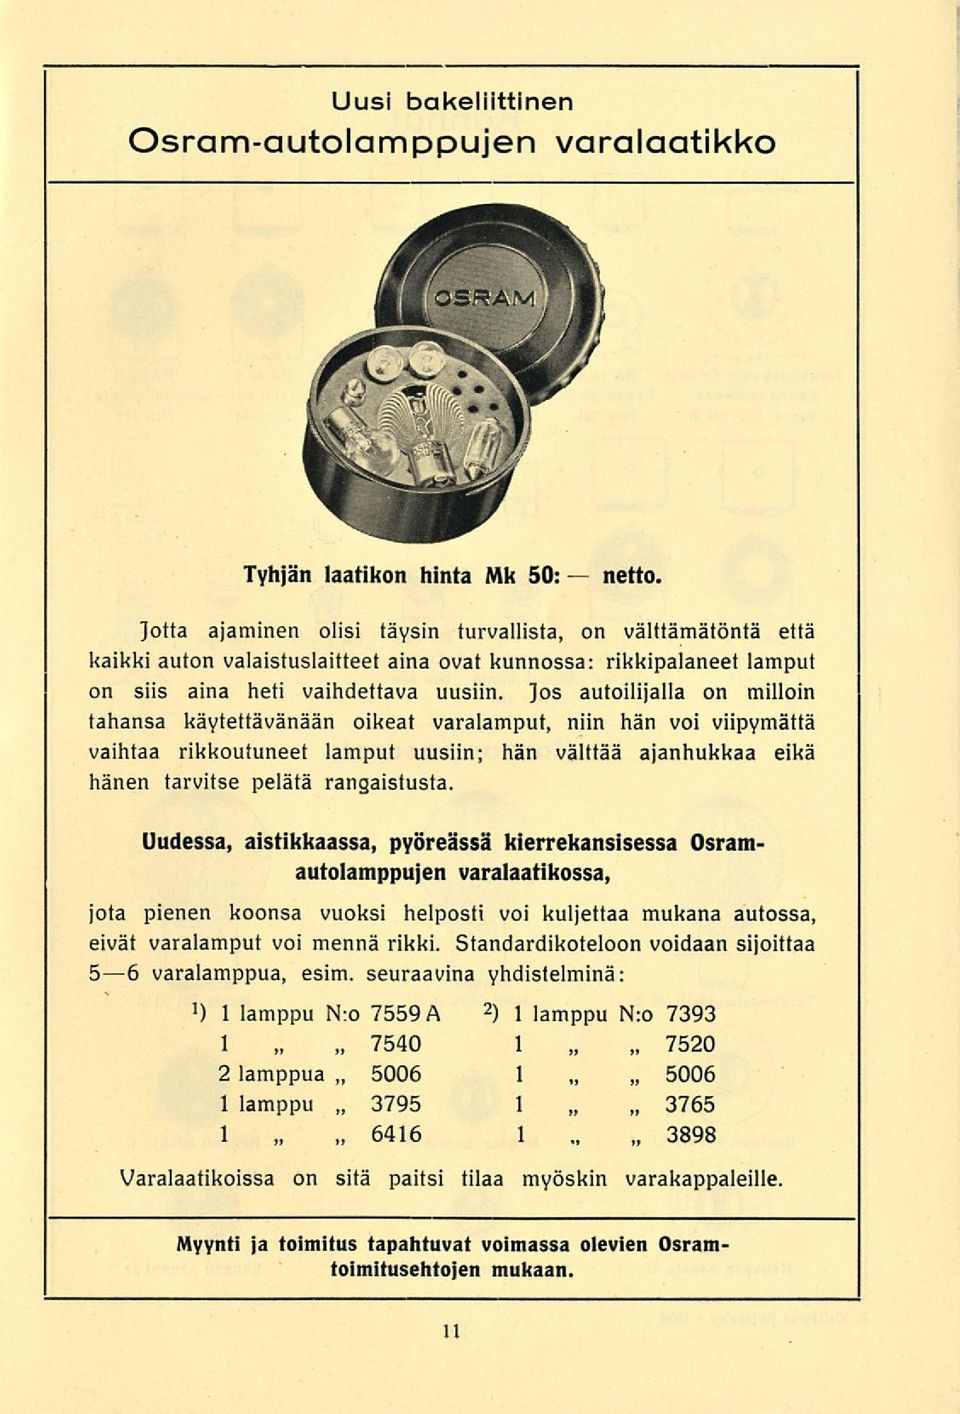 Uusi bakeliittinen
Osram-autolamppujen varalaatikko
OSRAM
Tyhjän laatikon hinta Mk 50: — netto.
Jotta ajaminen olisi täysin turvallista, on välttämätöntä että
kaikki auton valaistuslaitteet aina ovat kunnossa: rikkipalaneet lamput
on siis aina heti vaihdettava uusiin. Jos autoilijalla on milloin
tahansa käytettävänään oikeat varalamput, niin hän voi viipymättä
vaihtaa rikkoutuneet lamput uusiin; hän välttää ajanhukkaa eikä
hänen tarvitse pelätä rangaistusta.
Uudessa, aistikkaassa, pyöreässä kierrekansisessa Osram-
autolamppujen varalaatikossa,
jota pienen koonsa vuoksi helposti voi kuljettaa mukana autossa,
eivät varalamput voi mennä rikki. Standardikoteloon voidaan sijoittaa
5—6 varalamppua, esim. seuraavina yhdistelminä:
1) 1 lamppu N:o 7559 A 2) 1 lamppu N:o 7393
1 „ „ 7540 1 „ „ 7520
2 lamppua „ 5006 1 „ „ 5006
1 lamppu „ 3795 1 „ „ 3765
1 „ „ 6416 1 „ „ 3898
Varalaatikoissa on sitä paitsi tilaa myöskin varakappaleille.
Myynti ja toimitus tapahtuvat voimassa olevien Osram-
toimitusehtojen mukaan.
11